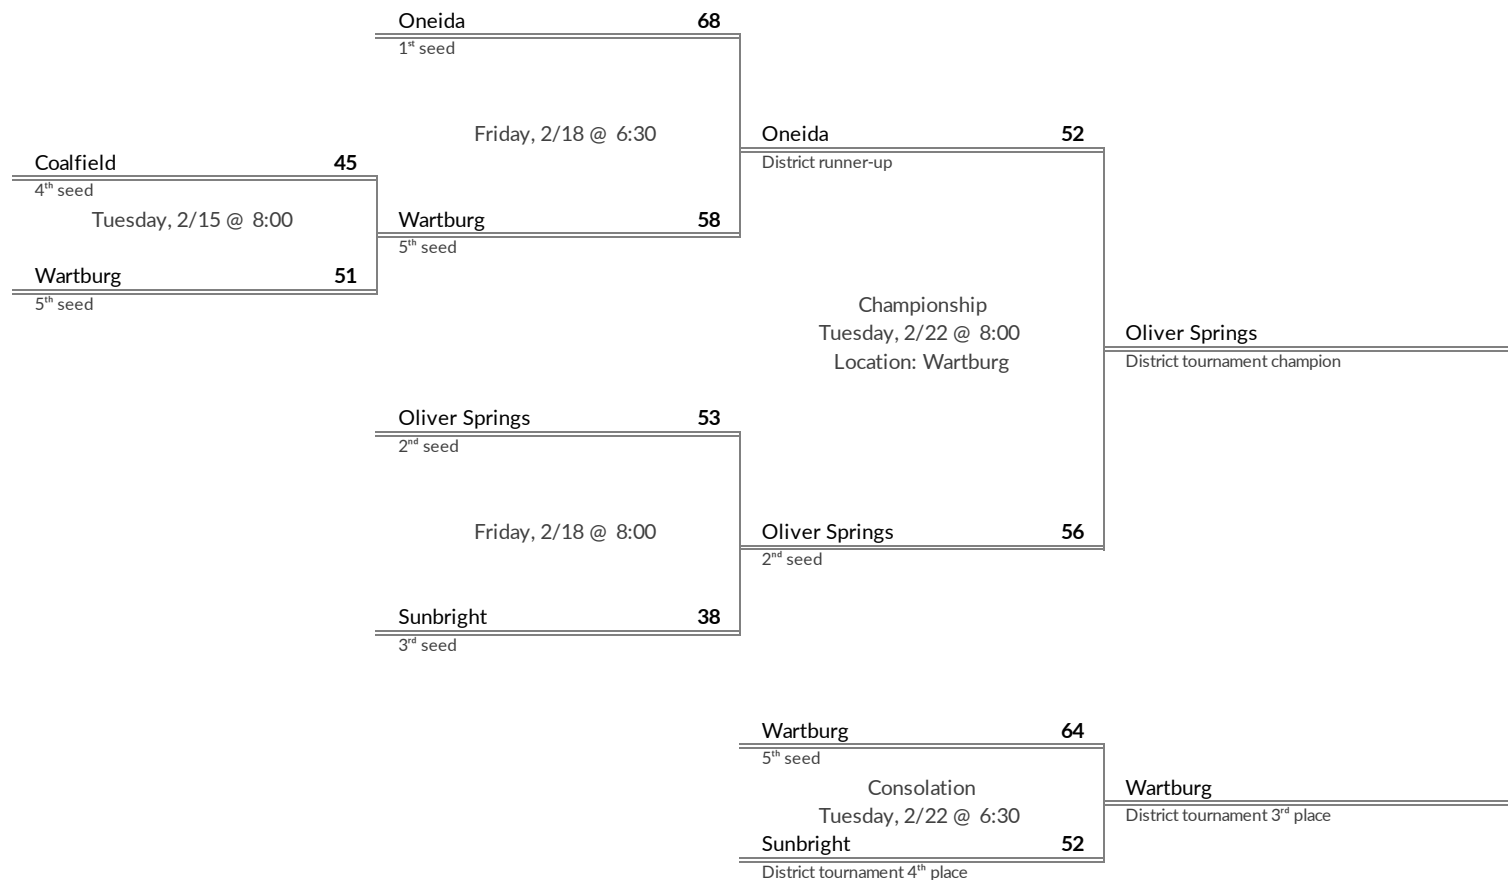 Oneida 68
1st seed
Friday, 2/18 @ 6:30
Oneida 52
District runner-up
Coalfield 45
4th seed
Tuesday, 2/15 @ 8:00
Wartburg 58
5th seed
Wartburg 51
5th seed
Championship
Tuesday, 2/22 @ 8:00
Location: Wartburg
Oliver Springs
District tournament champion
Oliver Springs 53
2nd seed
Friday, 2/18 @ 8:00
Oliver Springs 56
2nd seed
Sunbright 38
3rd seed
Wartburg 64
5th seed
Consolation
Tuesday, 2/22 @ 6:30
Wartburg
District tournament 3rd place
Sunbright 52
District tournament 4th place